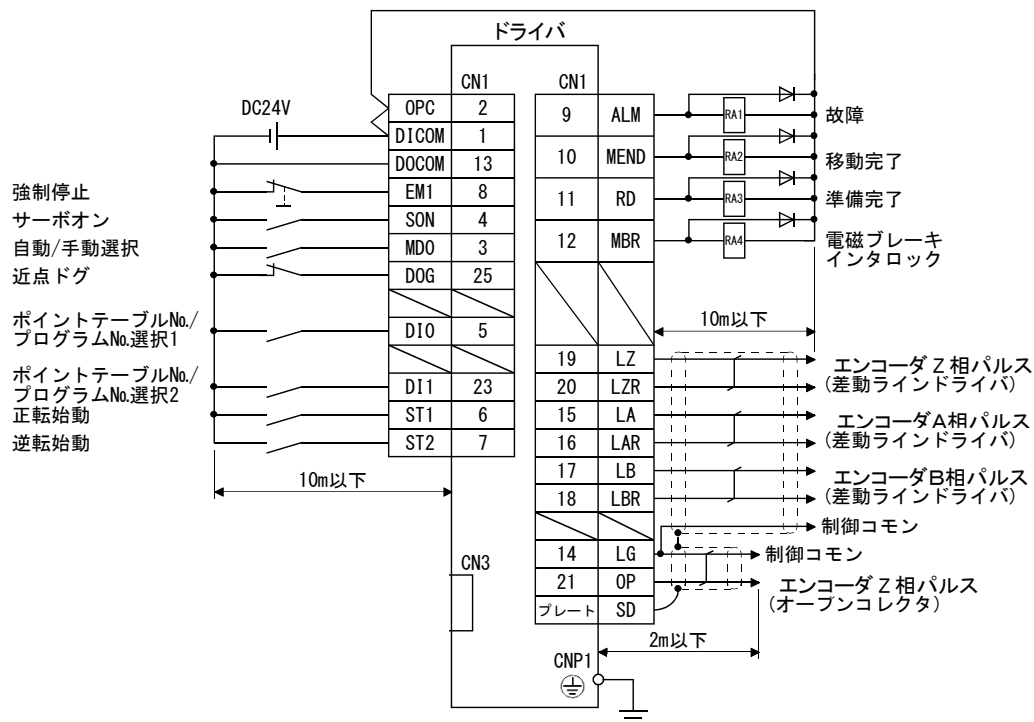 ドライバ
CN1
CN1
DC24V
OPC 2
DICOM 1
DOCOM 13
強制停止 EM1 8
サーボオン SON 4
自動/手動選択 MD0 3
近点ドグ DOG 25
ポイントテーブルNo./
プログラムNo.選択1
DI0 5
ポイントテーブルNo./
プログラムNo.選択2
DI1 23
正転始動 ST1 6
逆転始動 ST2 7
10m以下
CN3
9 ALM RA1 故障
10 MEND RA2 移動完了
11 RD RA3 準備完了
12 MBR RA4 電磁ブレーキ
インタロック
10m以下
19 LZ エンコーダZ相パルス
20 LZR (差動ラインドライバ)
15 LA エンコーダA相パルス
16 LAR (差動ラインドライバ)
17 LB エンコーダB相パルス
18 LBR (差動ラインドライバ)
制御コモン
14 LG 制御コモン
21 OP エンコーダZ相パルス
(オープンコレクタ)
プレート SD
2m以下
CNP1